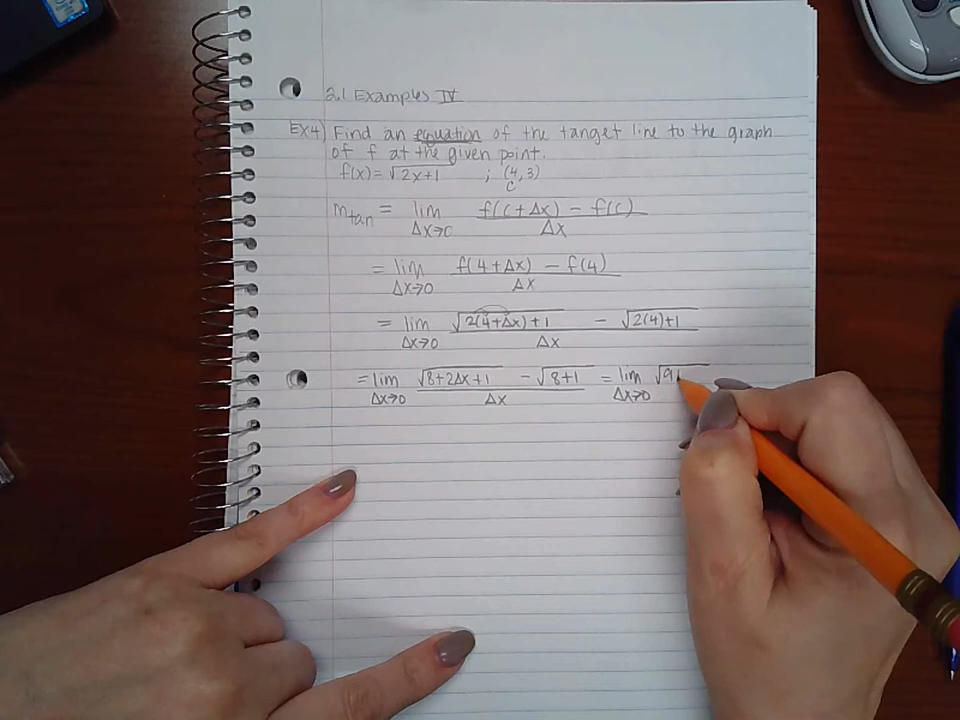 2.1 Examples IV
Ex4) Find an equation of the tanget line to the graph
of f at the given point.
f(x) = √2x+1 ; (4,3)
c
mtan = lim Δx→0 f(c+Δx) - f(c) / Δx
= lim Δx→0 f(4+Δx) - f(4) / Δx
= lim Δx→0 √2(4+Δx)+1 - √2(4)+1 / Δx
= lim Δx→0 √8+2Δx+1 - √8+1 / Δx = lim Δx→0 √9